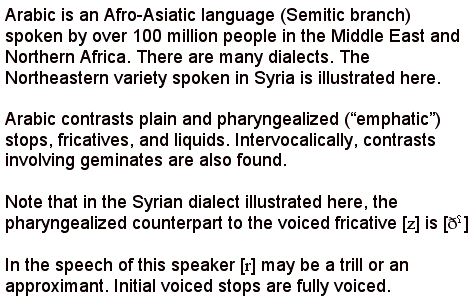 Arabic is an Afro-Asiatic language (Semitic branch)
spoken by over 100 million people in the Middle East and
Northern Africa. There are many dialects. The
Northeastern variety spoken in Syria is illustrated here.
Arabic contrasts plain and pharyngealized (“emphatic”)
stops, fricatives, and liquids. Intervocalically, contrasts
involving geminates are also found.
Note that in the Syrian dialect illustrated here, the
pharyngealized counterpart to the voiced fricative [z] is [ðˤ]
In the speech of this speaker [r] may be a trill or an
approximant. Initial voiced stops are fully voiced.